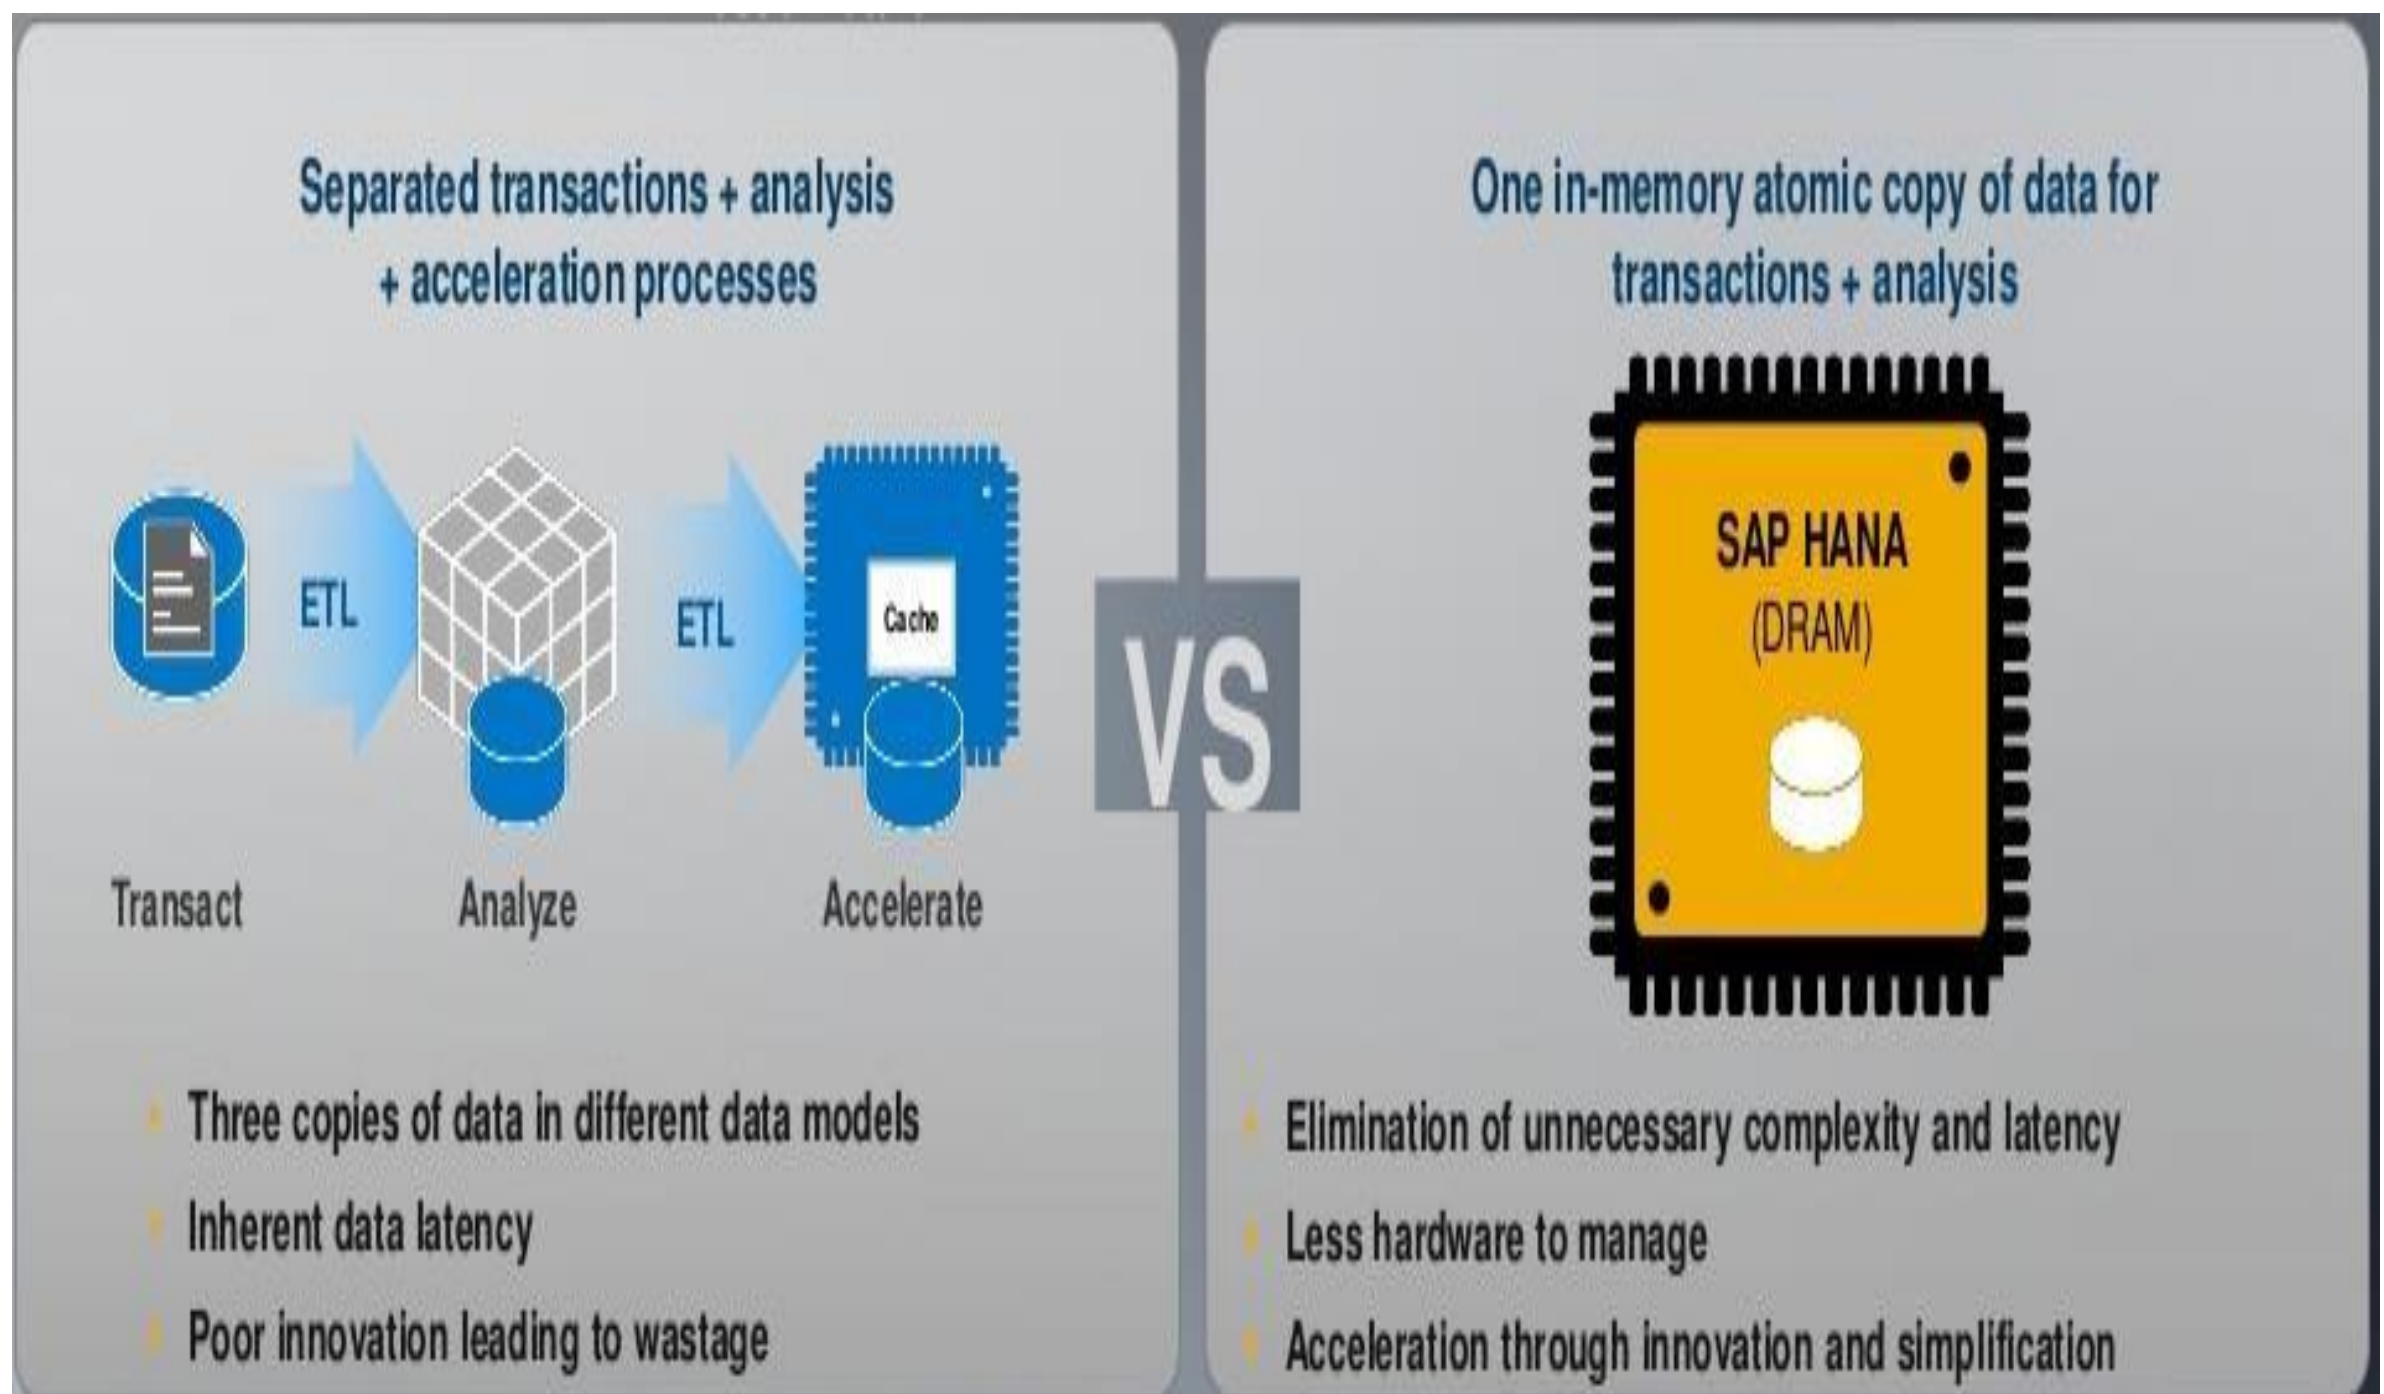 Separated transactions + analysis
+ acceleration processes
ETL
ETL
Cache
Transact
Analyze
Accelerate
Three copies of data in different data models
Inherent data latency
Poor innovation leading to wastage
VS
One in-memory atomic copy of data for
transactions + analysis
SAP HANA
(DRAM)
Elimination of unnecessary complexity and latency
Less hardware to manage
Acceleration through innovation and simplification